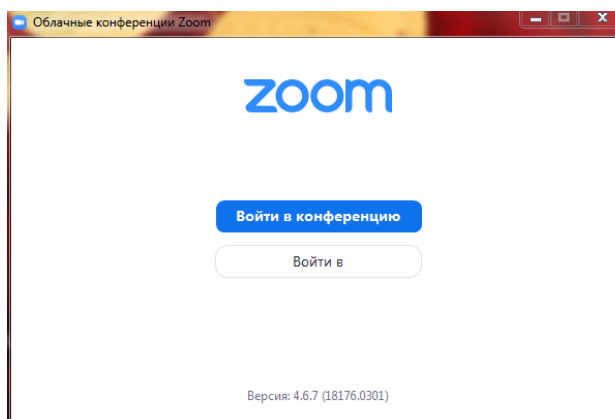 Облачные конференции Zoom
zoom
Войти в конференцию
Войти в
Версия: 4.6.7 (18176.0301)